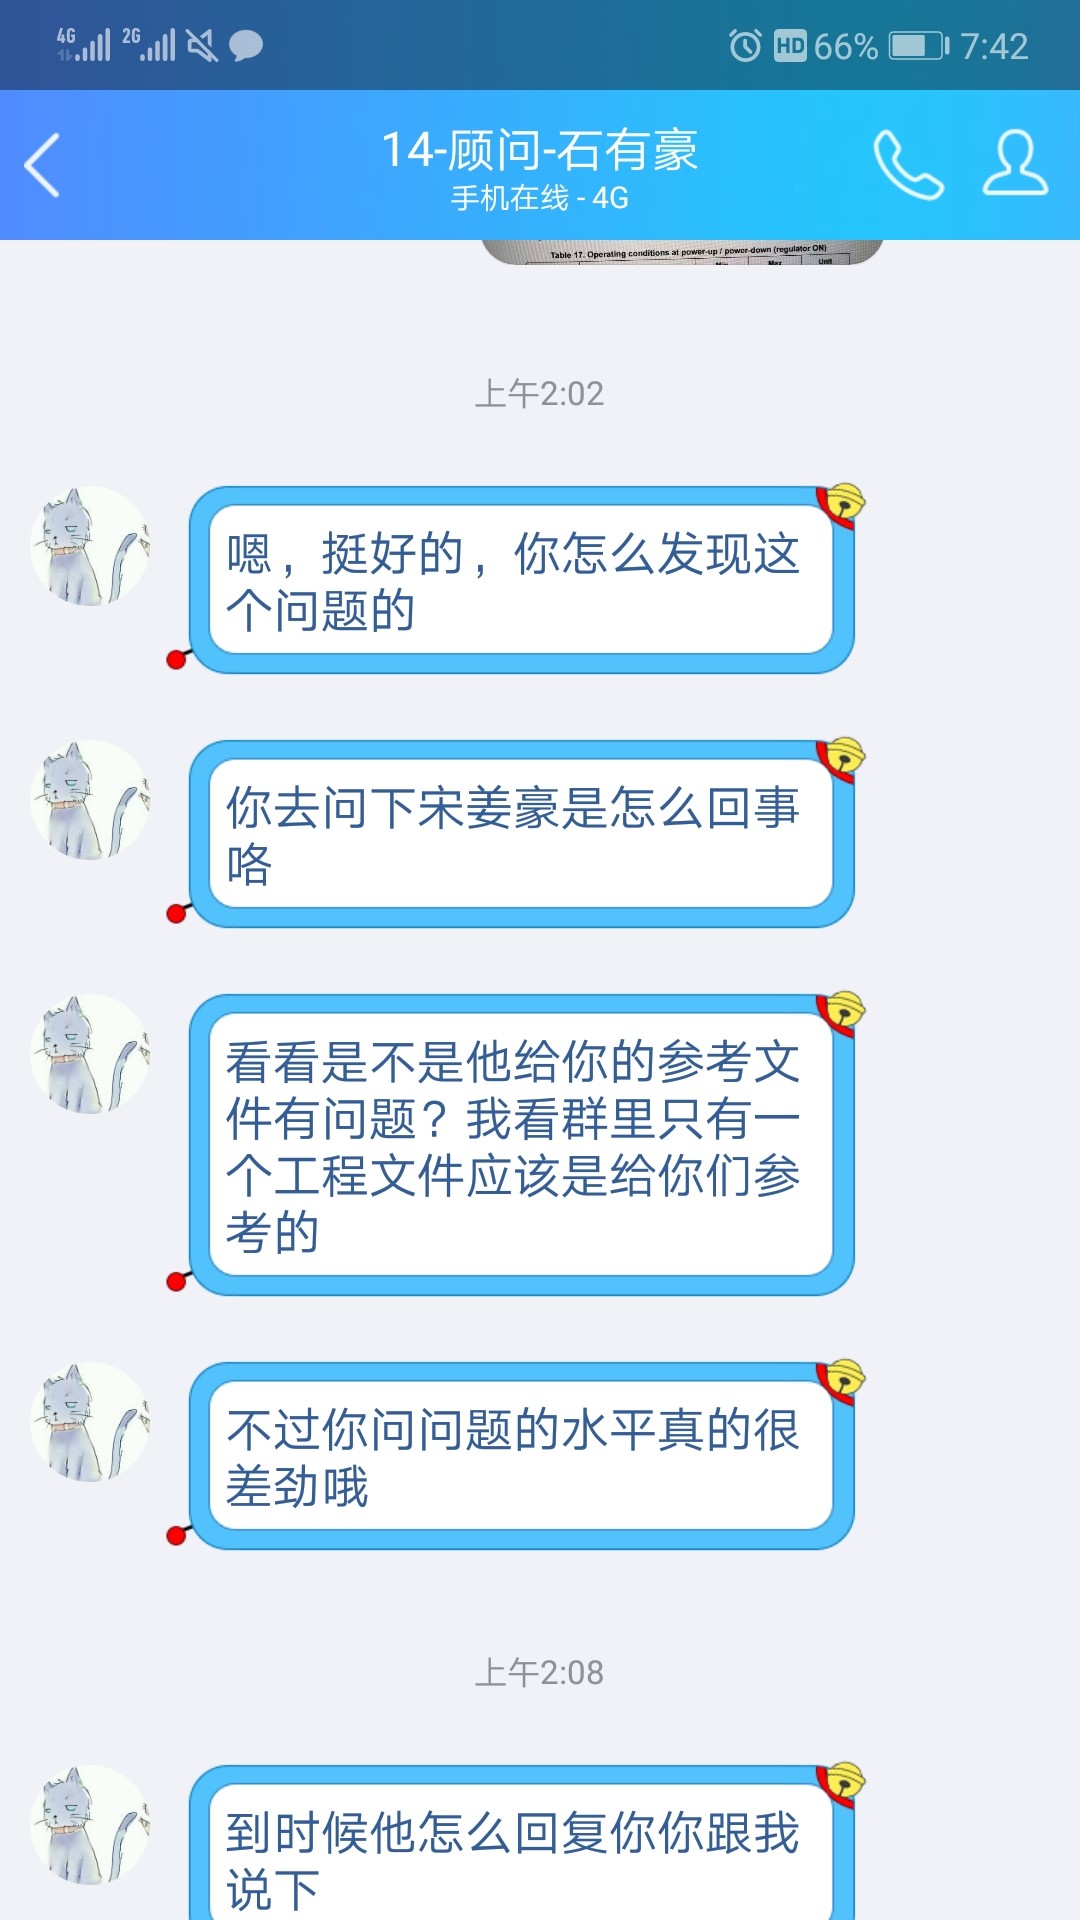 4G 2G HD 66% 7:42
14-顾问-石有豪
手机在线 - 4G
Table 17. Operating conditions at power-up / power-down (regulator ON)
Min Max Unit
上午2:02
嗯，挺好的，你怎么发现这
个问题的
你去问下宋姜豪是怎么回事
咯
看看是不是他给你的参考文
件有问题？我看群里只有一
个工程文件应该是给你们参
考的
不过你问问题的水平真的很
差劲哦
上午2:08
到时候他怎么回复你你跟我
说下